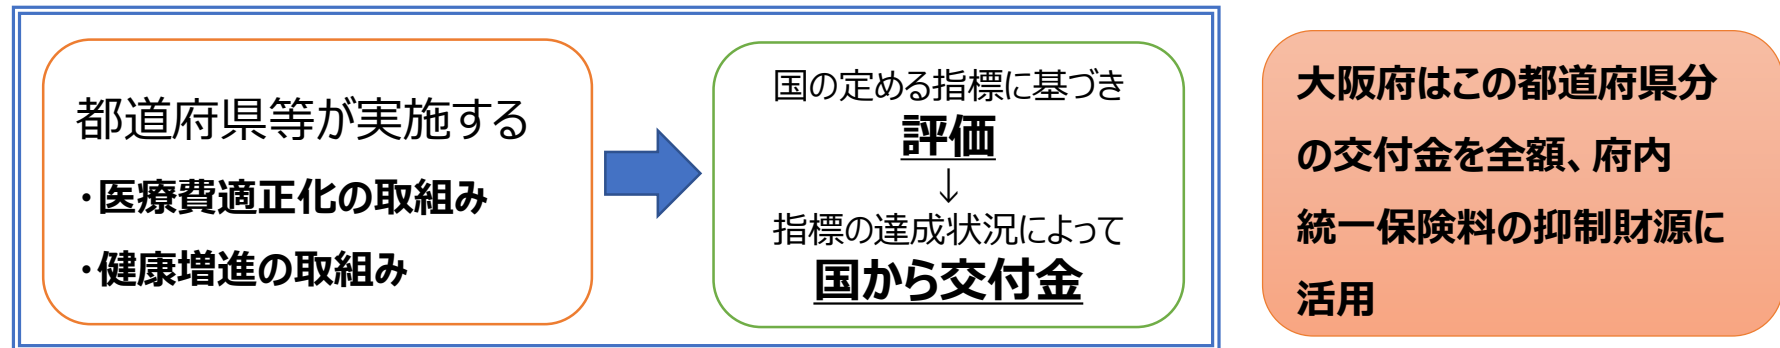 都道府県等が実施する
・医療費適正化の取組み
・健康増進の取組み
国の定める指標に基づき
評価
↓
指標の達成状況によって
国から交付金
大阪府はこの都道府県分
の交付金を全額、府内
統一保険料の抑制財源に
活用